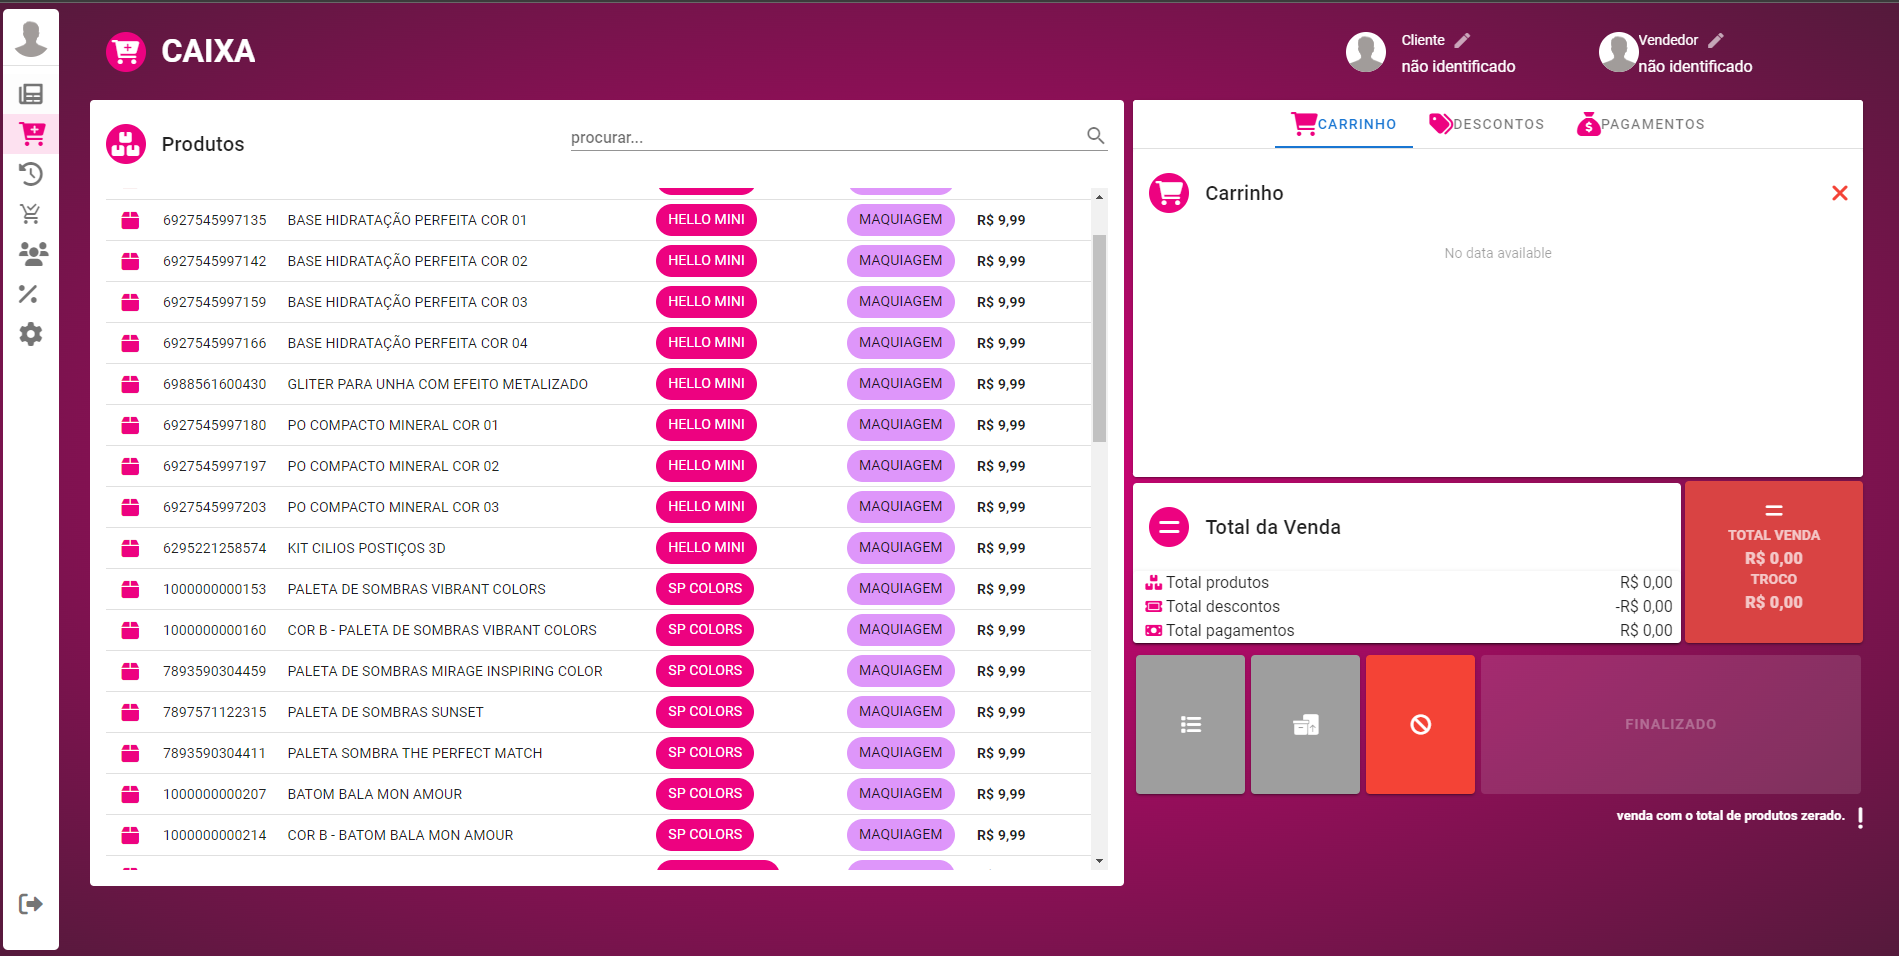 CAIXA
Cliente
não identificado
Vendedor
não identificado
Produtos
procurar...
6927545997135 BASE HIDRATAÇÃO PERFEITA COR 01 HELLO MINI MAQUIAGEM R$ 9,99
6927545997142 BASE HIDRATAÇÃO PERFEITA COR 02 HELLO MINI MAQUIAGEM R$ 9,99
6927545997159 BASE HIDRATAÇÃO PERFEITA COR 03 HELLO MINI MAQUIAGEM R$ 9,99
6927545997166 BASE HIDRATAÇÃO PERFEITA COR 04 HELLO MINI MAQUIAGEM R$ 9,99
6988561600430 GLITER PARA UNHA COM EFEITO METALIZADO HELLO MINI MAQUIAGEM R$ 9,99
6927545997180 PO COMPACTO MINERAL COR 01 HELLO MINI MAQUIAGEM R$ 9,99
6927545997197 PO COMPACTO MINERAL COR 02 HELLO MINI MAQUIAGEM R$ 9,99
6927545997203 PO COMPACTO MINERAL COR 03 HELLO MINI MAQUIAGEM R$ 9,99
6295221258574 KIT CILIOS POSTIÇOS 3D HELLO MINI MAQUIAGEM R$ 9,99
1000000000153 PALETA DE SOMBRAS VIBRANT COLORS SP COLORS MAQUIAGEM R$ 9,99
1000000000160 COR B - PALETA DE SOMBRAS VIBRANT COLORS SP COLORS MAQUIAGEM R$ 9,99
7893590304459 PALETA DE SOMBRAS MIRAGE INSPIRING COLOR SP COLORS MAQUIAGEM R$ 9,99
7897571122315 PALETA DE SOMBRAS SUNSET SP COLORS MAQUIAGEM R$ 9,99
7893590304411 PALETA SOMBRA THE PERFECT MATCH SP COLORS MAQUIAGEM R$ 9,99
1000000000207 BATOM BALA MON AMOUR SP COLORS MAQUIAGEM R$ 9,99
1000000000214 COR B - BATOM BALA MON AMOUR SP COLORS MAQUIAGEM R$ 9,99
CARRINHO DESCONTOS PAGAMENTOS
Carrinho
No data available
Total da Venda
Total produtos R$ 0,00
Total descontos -R$ 0,00
Total pagamentos R$ 0,00
TOTAL VENDA
R$ 0,00
TROCO
R$ 0,00
FINALIZADO
venda com o total de produtos zerado.